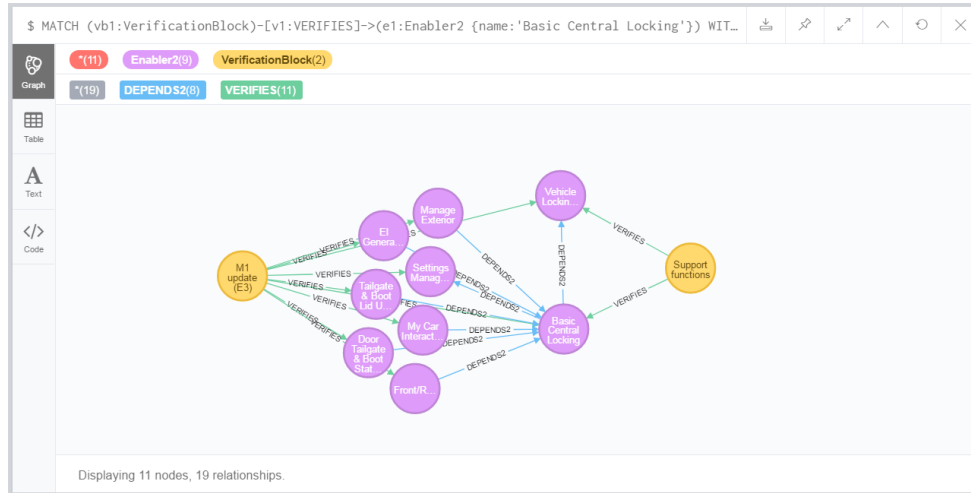 $ MATCH (vb1:VerificationBlock)-[v1:VERIFIES]->(e1:Enabler2 {name:'Basic Central Locking'}) WIT…
*(11) Enabler2(9) VerificationBlock(2)
*(19) DEPENDS2(8) VERIFIES(11)
Graph
Table
Text
Code
Vehicle
Lockin…
Manage
Exterior
EI
Genera…
Settings
Manag…
M1
update
(E3)
Tailgate
& Boot
Lid U…
My Car
Interact…
Door
Tailgate
& Boot
Stat…
Front/R…
Basic
Central
Locking
Support
functions
VERIFIES
VERIFIES
VERIFIES
VERIFIES
VERIFIES
VERIFIES
VERIFIES
VERIFIES
VERIFIES
DEPENDS2
DEPENDS2
DEPENDS2
DEPENDS2
DEPENDS2
DEPENDS2
DEPENDS2
DEPENDS2
Displaying 11 nodes, 19 relationships.